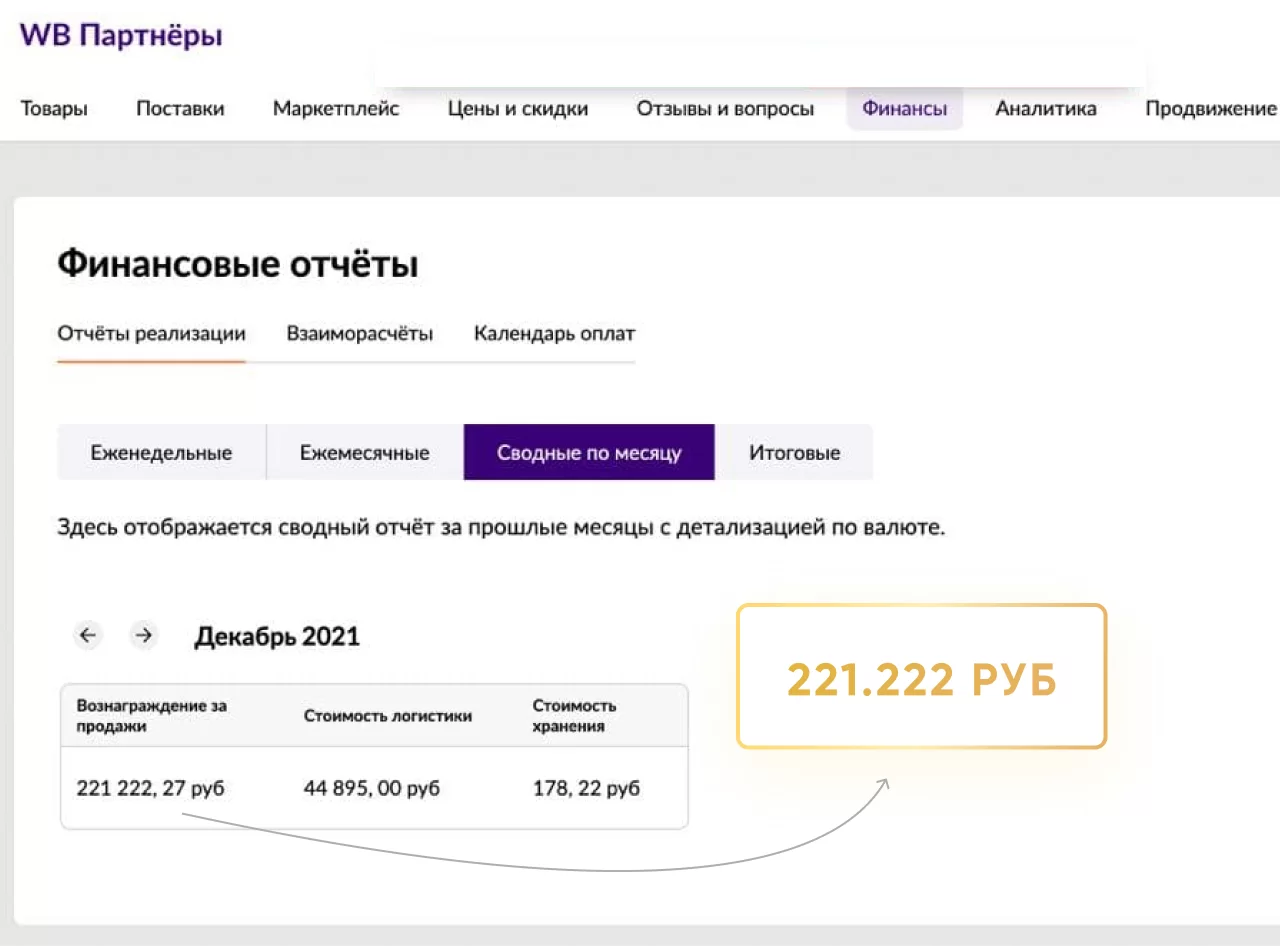 WB Партнёры
Товары Поставки Маркетплейс Цены и скидки Отзывы и вопросы Финансы Аналитика Продвижение
Финансовые отчёты
Отчёты реализации Взаиморасчёты Календарь оплат
Еженедельные Ежемесячные Сводные по месяцу Итоговые
Здесь отображается сводный отчёт за прошлые месяцы с детализацией по валюте.
Декабрь 2021
Вознаграждение за
продажи
Стоимость логистики
Стоимость
хранения
221 222, 27 руб 44 895, 00 руб 178, 22 руб
221.222 РУБ